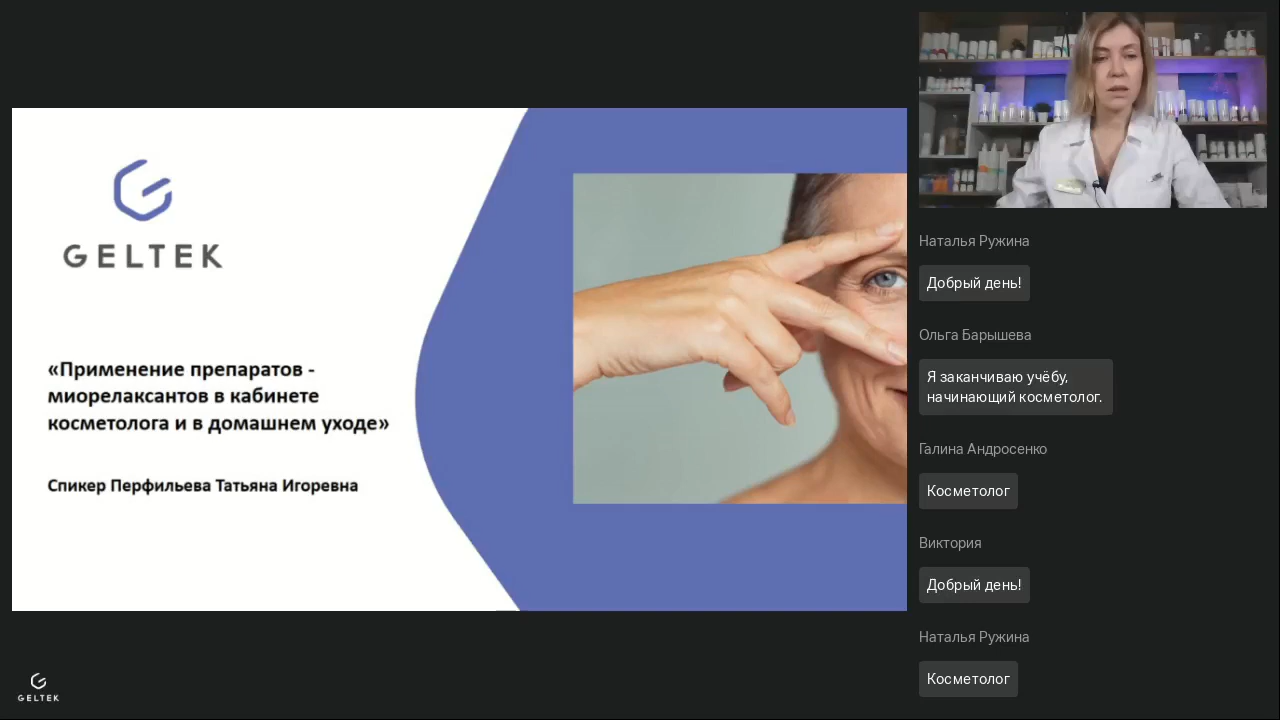 GELTEK
«Применение препаратов -
миорелаксантов в кабинете
косметолога и в домашнем уходе»
Спикер Перфильева Татьяна Игоревна
GELTEK
Наталья Ружина
Добрый день!
Ольга Барышева
Я заканчиваю учёбу,
начинающий косметолог.
Галина Андросенко
Косметолог
Виктория
Добрый день!
Наталья Ружина
Косметолог